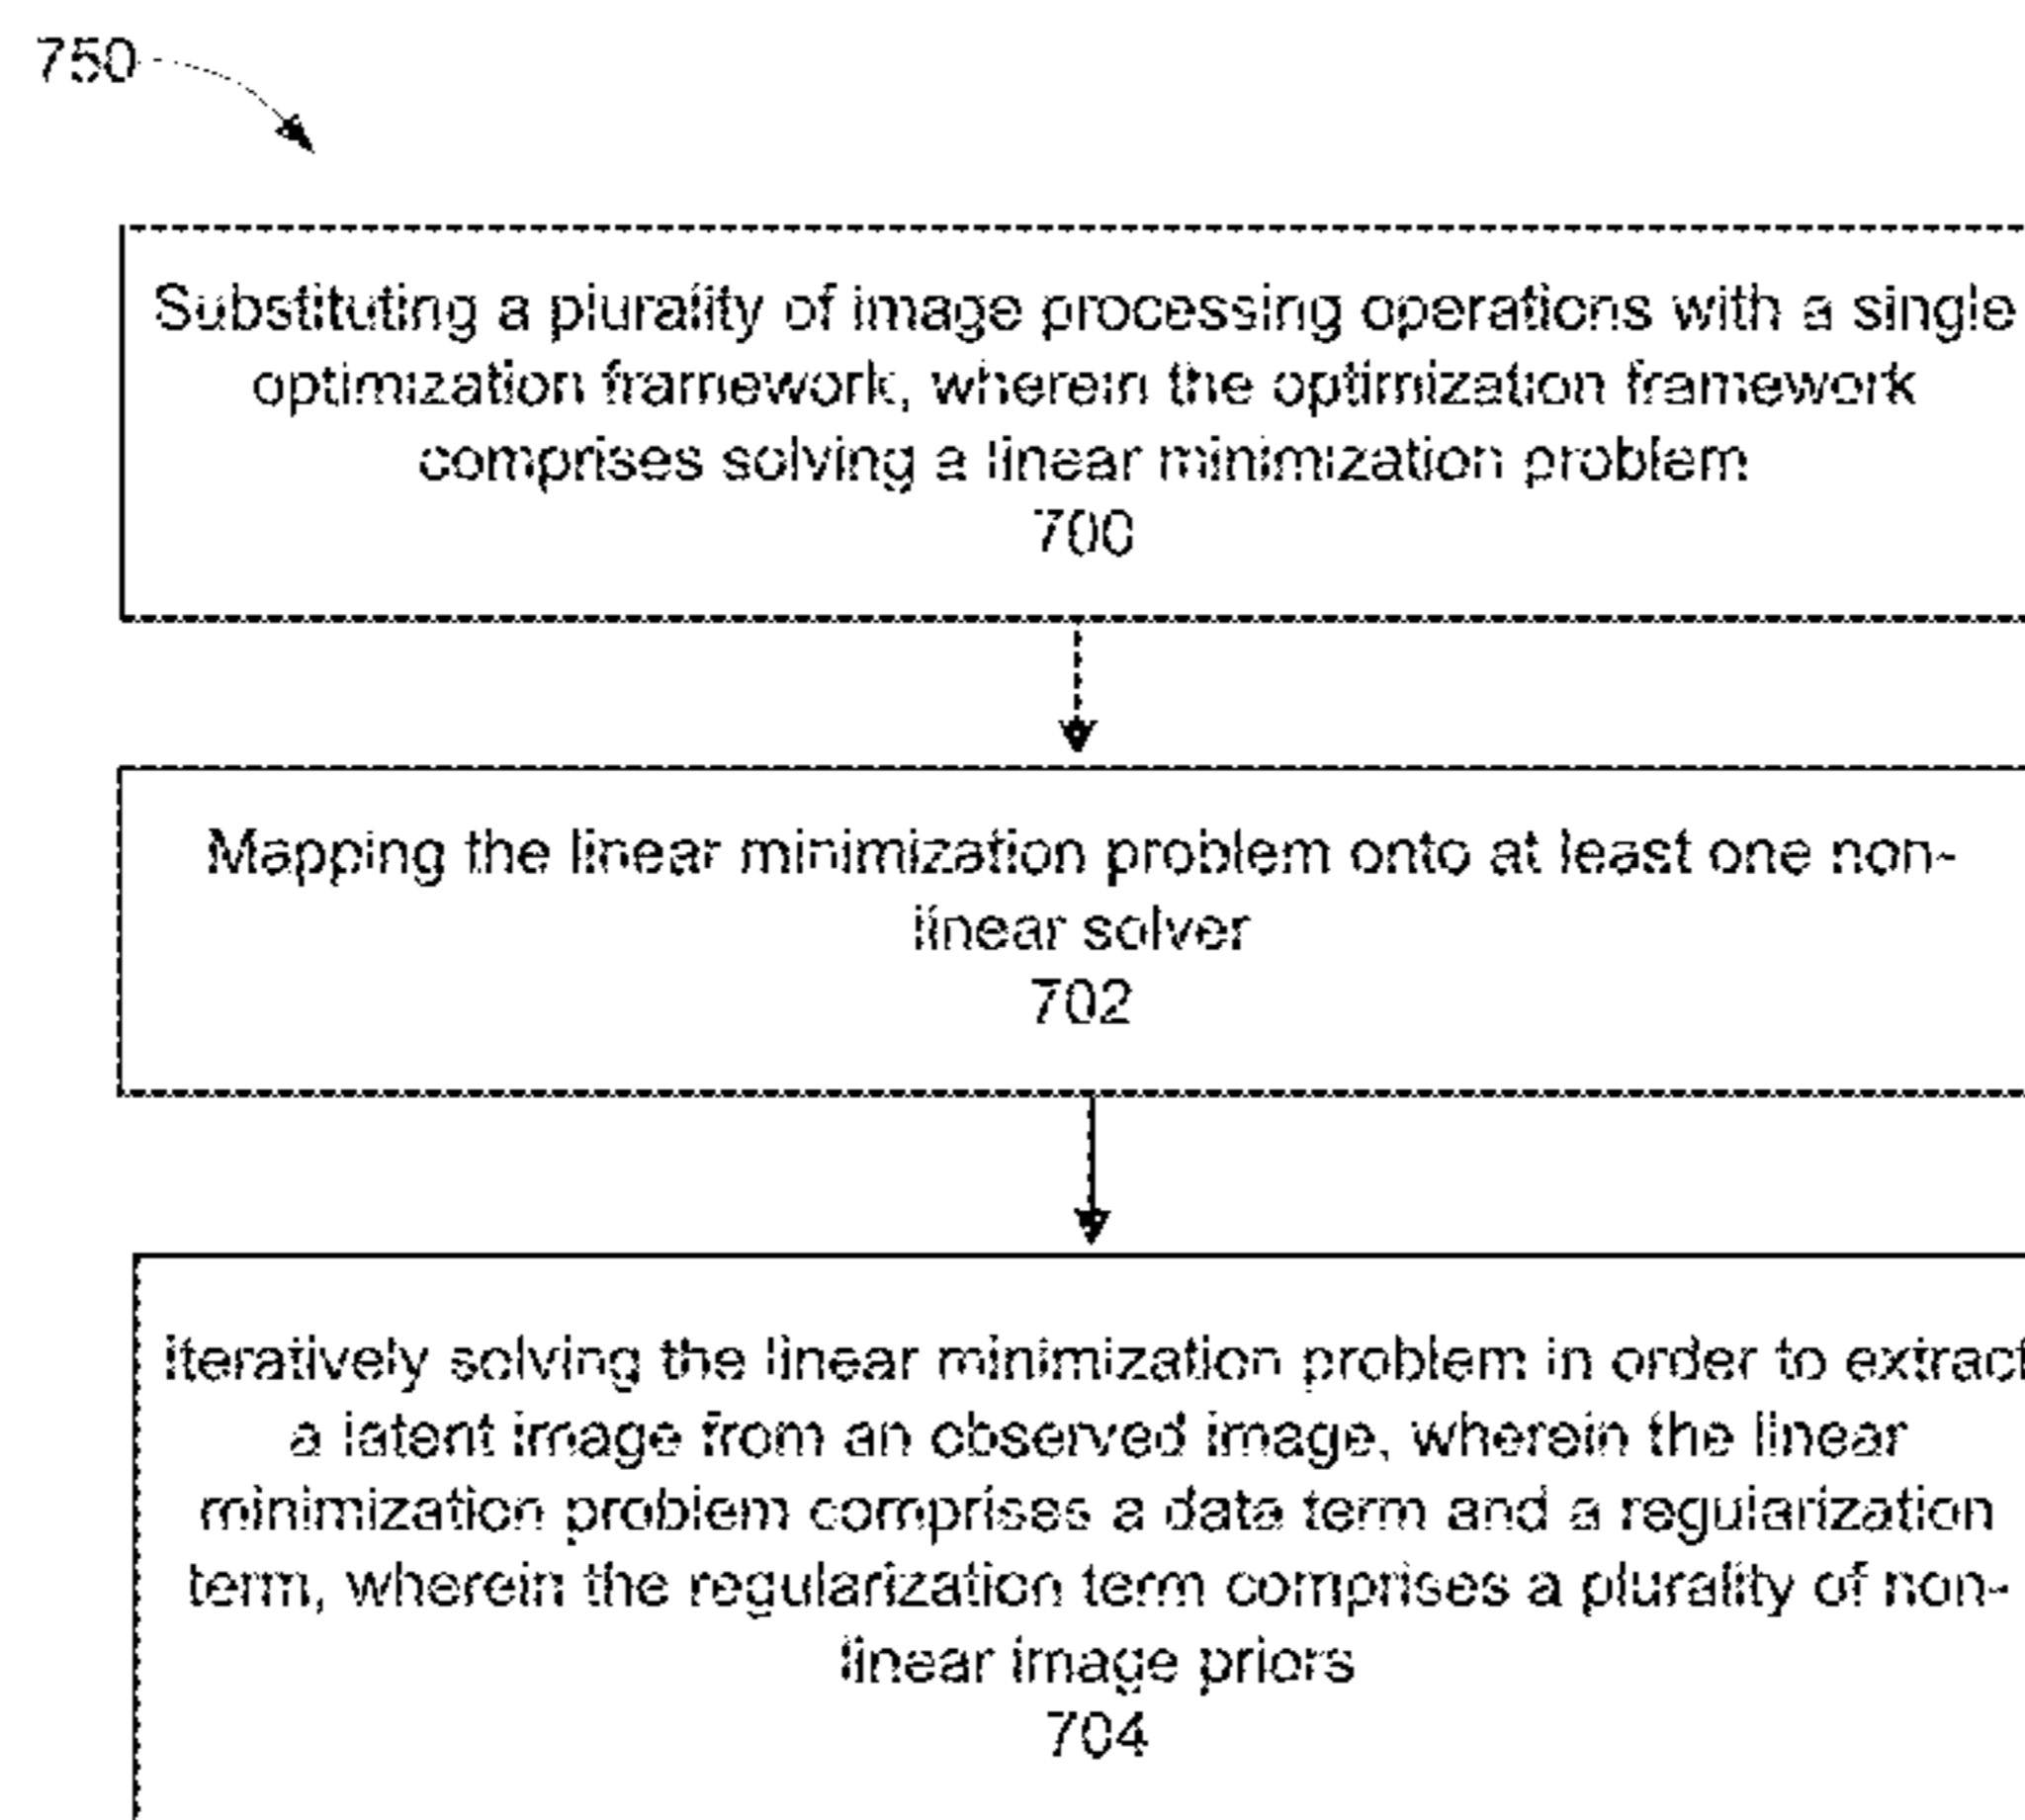 750
Substituting a plurality of image processing operations with a single
optimization framework, wherein the optimization framework
comprises solving a linear minimization problem
700
Mapping the linear minimization problem onto at least one non-
linear solver
702
iteratively solving the linear minimization problem in order to extract
a latent image from an observed image, wherein the linear
minimization problem comprises a data term and a regularization
term, wherein the regularization term comprises a plurality of non-
linear image priors
704